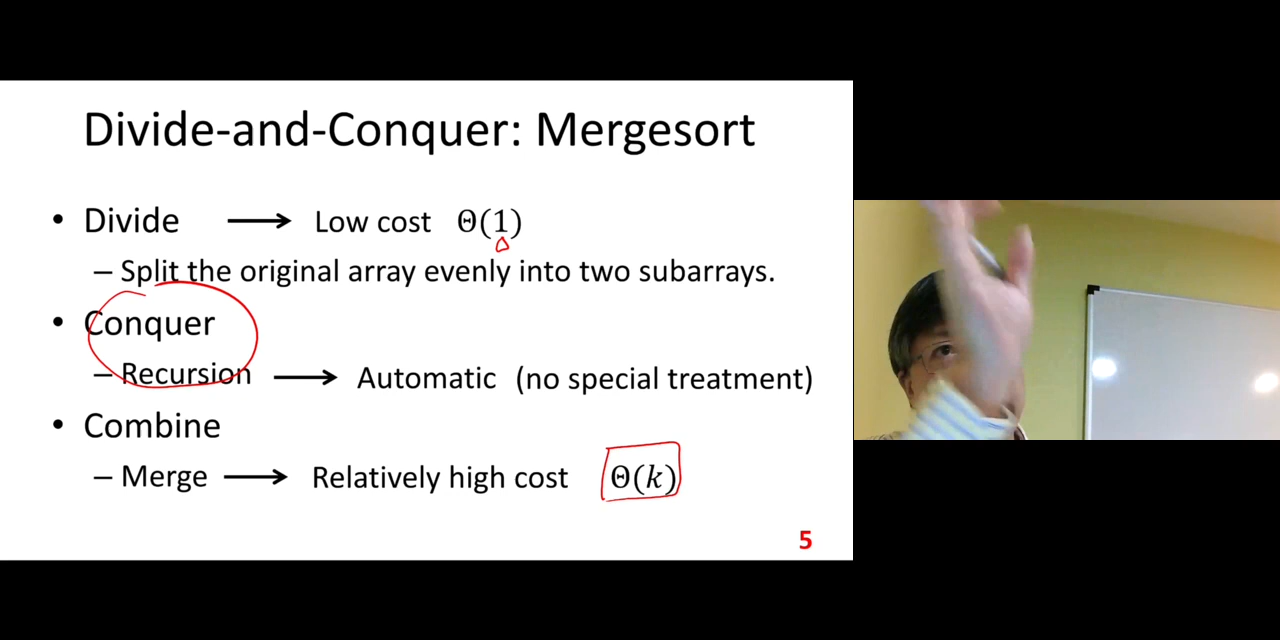 Divide-and-Conquer: Mergesort
• Divide ⟶ Low cost Θ(1)
– Split the original array evenly into two subarrays.
• Conquer
– Recursion ⟶ Automatic (no special treatment)
• Combine
– Merge ⟶ Relatively high cost Θ(k)
5